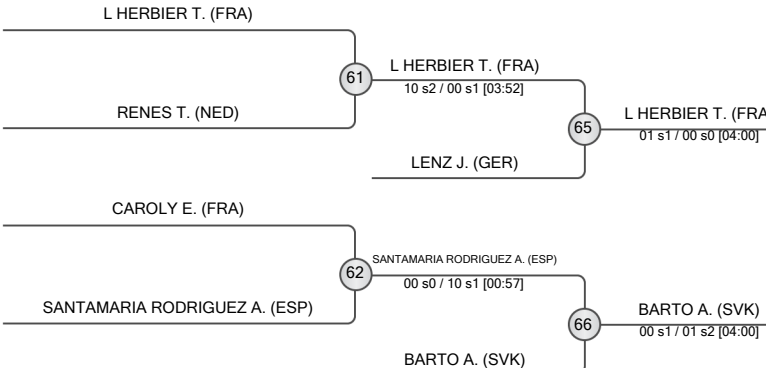 L HERBIER T. (FRA)
61
L HERBIER T. (FRA)
10 s2 / 00 s1 [03:52]
RENES T. (NED)
65
L HERBIER T. (FRA
01 s1 / 00 s0 [04:00]
LENZ J. (GER)
CAROLY E. (FRA)
62
SANTAMARIA RODRIGUEZ A. (ESP)
00 s0 / 10 s1 [00:57]
SANTAMARIA RODRIGUEZ A. (ESP)
66
BARTO A. (SVK)
00 s1 / 01 s2 [04:00]
BARTO A. (SVK)